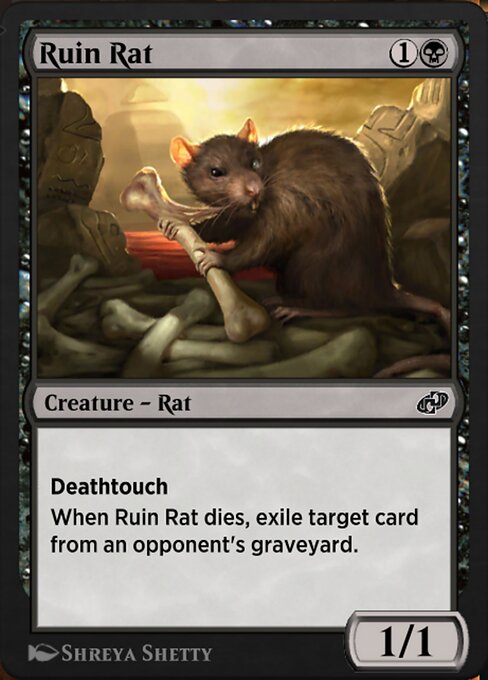 Ruin Rat 1
Creature – Rat
Deathtouch
When Ruin Rat dies, exile target card
from an opponent's graveyard.
1/1
Shreya Shetty